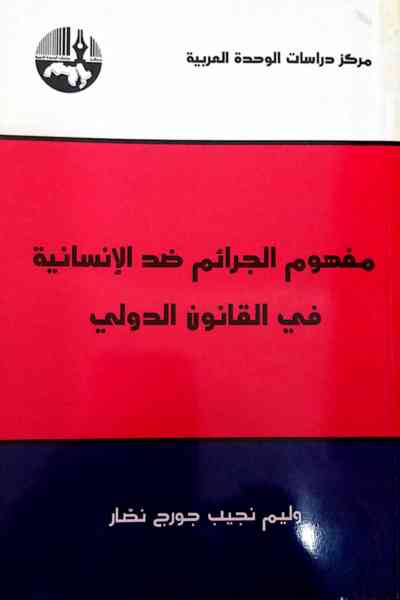 مركز دراسات الوحدة العربية
مفهوم الجرائم ضد الإنسانية
في القانون الدولي
وليم نجيب جورج نصّار